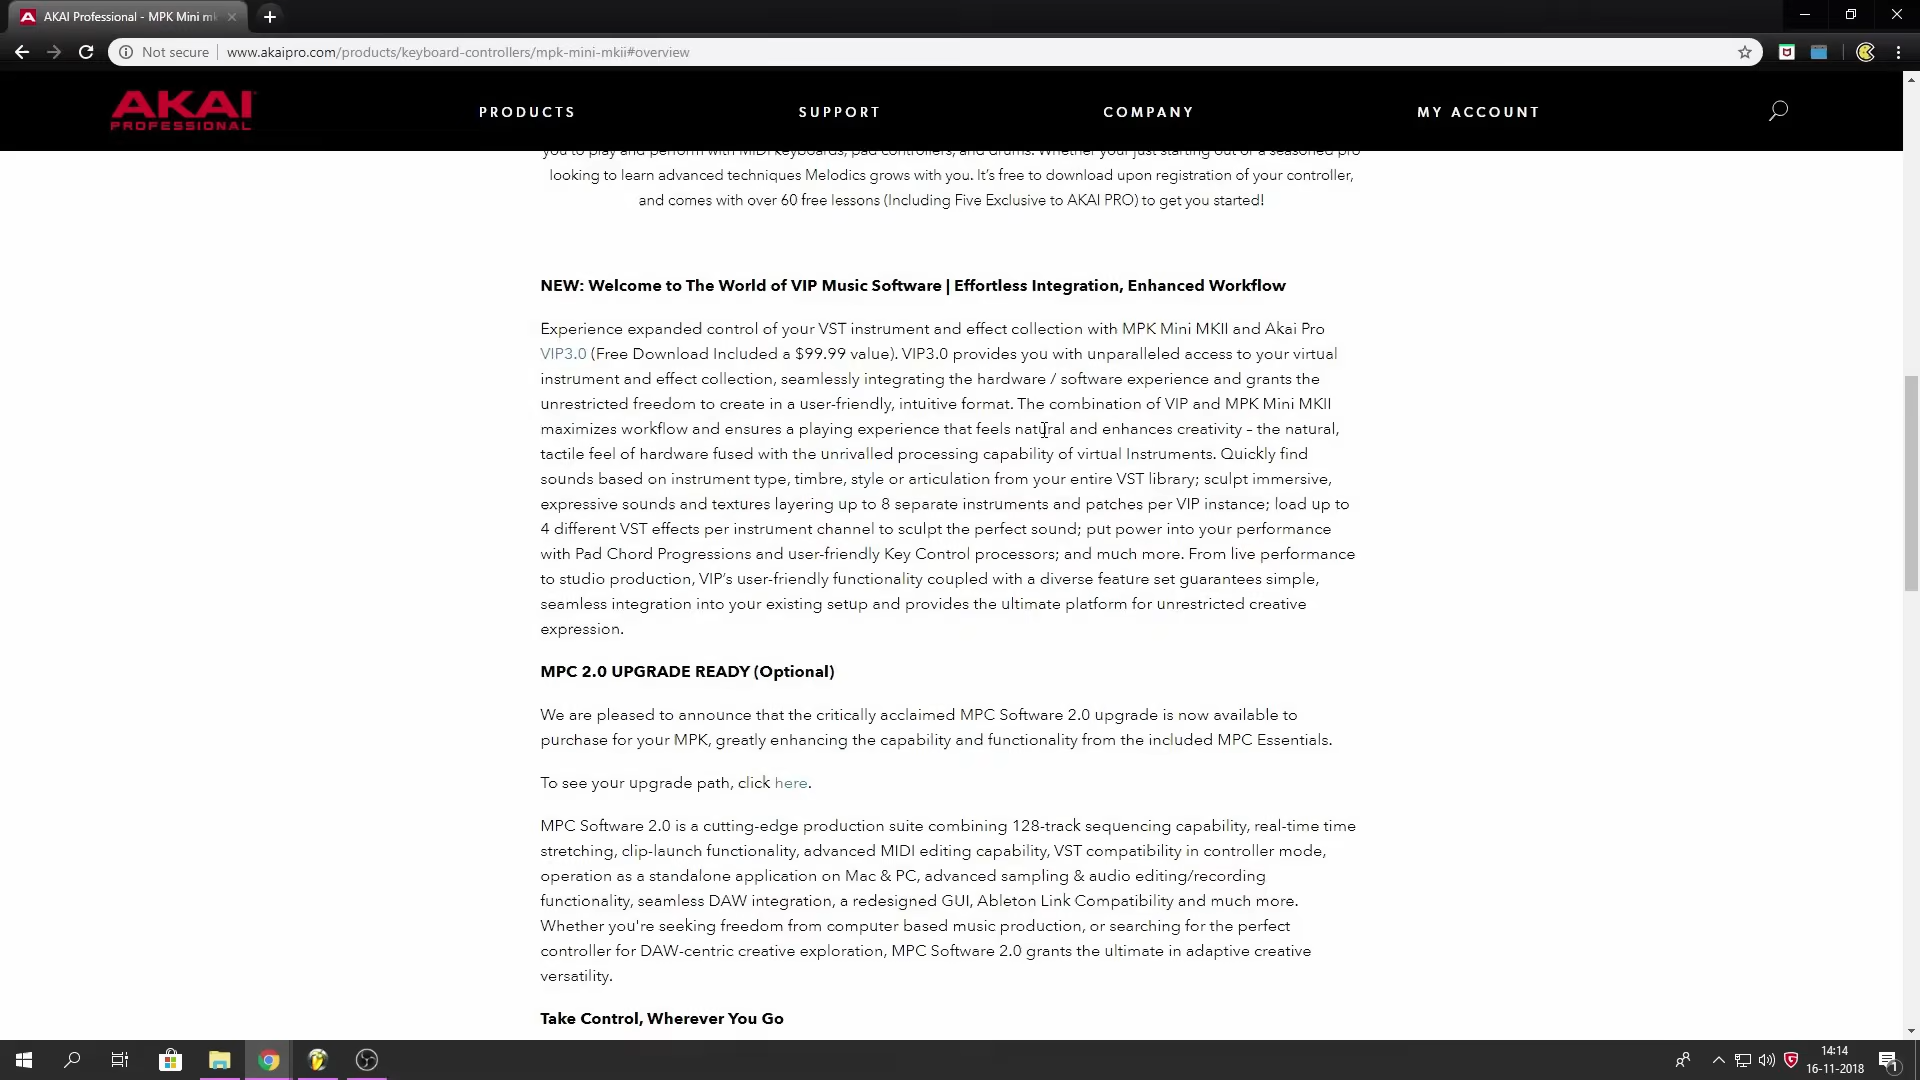 AKAI Professional - MPK Mini m
Not secure
www.akaipro.com/products/keyboard-controllers/mpk-mini-mkii#overview
AKAI
PROFESSIONAL
PRODUCTS
SUPPORT
COMPANY
MY ACCOUNT
you to play and perform with MIDI keyboards, pad controllers, and drums. Whether your just starting out or a seasoned pro
looking to learn advanced techniques Melodics grows with you. It's free to download upon registration of your controller,
and comes with over 60 free lessons (Including Five Exclusive to AKAI PRO) to get you started!
NEW: Welcome to The World of VIP Music Software | Effortless Integration, Enhanced Workflow
Experience expanded control of your VST instrument and effect collection with MPK Mini MKII and Akai Pro
VIP3.0 (Free Download Included a $99.99 value). VIP3.0 provides you with unparalleled access to your virtual
instrument and effect collection, seamlessly integrating the hardware / software experience and grants the
unrestricted freedom to create in a user-friendly, intuitive format. The combination of VIP and MPK Mini MKII
maximizes workflow and ensures a playing experience that feels natural and enhances creativity – the natural,
tactile feel of hardware fused with the unrivalled processing capability of virtual Instruments. Quickly find
sounds based on instrument type, timbre, style or articulation from your entire VST library; sculpt immersive,
expressive sounds and textures layering up to 8 separate instruments and patches per VIP instance; load up to
4 different VST effects per instrument channel to sculpt the perfect sound; put power into your performance
with Pad Chord Progressions and user-friendly Key Control processors; and much more. From live performance
to studio production, VIP's user-friendly functionality coupled with a diverse feature set guarantees simple,
seamless integration into your existing setup and provides the ultimate platform for unrestricted creative
expression.
MPC 2.0 UPGRADE READY (Optional)
We are pleased to announce that the critically acclaimed MPC Software 2.0 upgrade is now available to
purchase for your MPK, greatly enhancing the capability and functionality from the included MPC Essentials.
To see your upgrade path, click here.
MPC Software 2.0 is a cutting-edge production suite combining 128-track sequencing capability, real-time time
stretching, clip-launch functionality, advanced MIDI editing capability, VST compatibility in controller mode,
operation as a standalone application on Mac & PC, advanced sampling & audio editing/recording
functionality, seamless DAW integration, a redesigned GUI, Ableton Link Compatibility and much more.
Whether you're seeking freedom from computer based music production, or searching for the perfect
controller for DAW-centric creative exploration, MPC Software 2.0 grants the ultimate in adaptive creative
versatility.
Take Control, Wherever You Go
14:14
16-11-2018
1